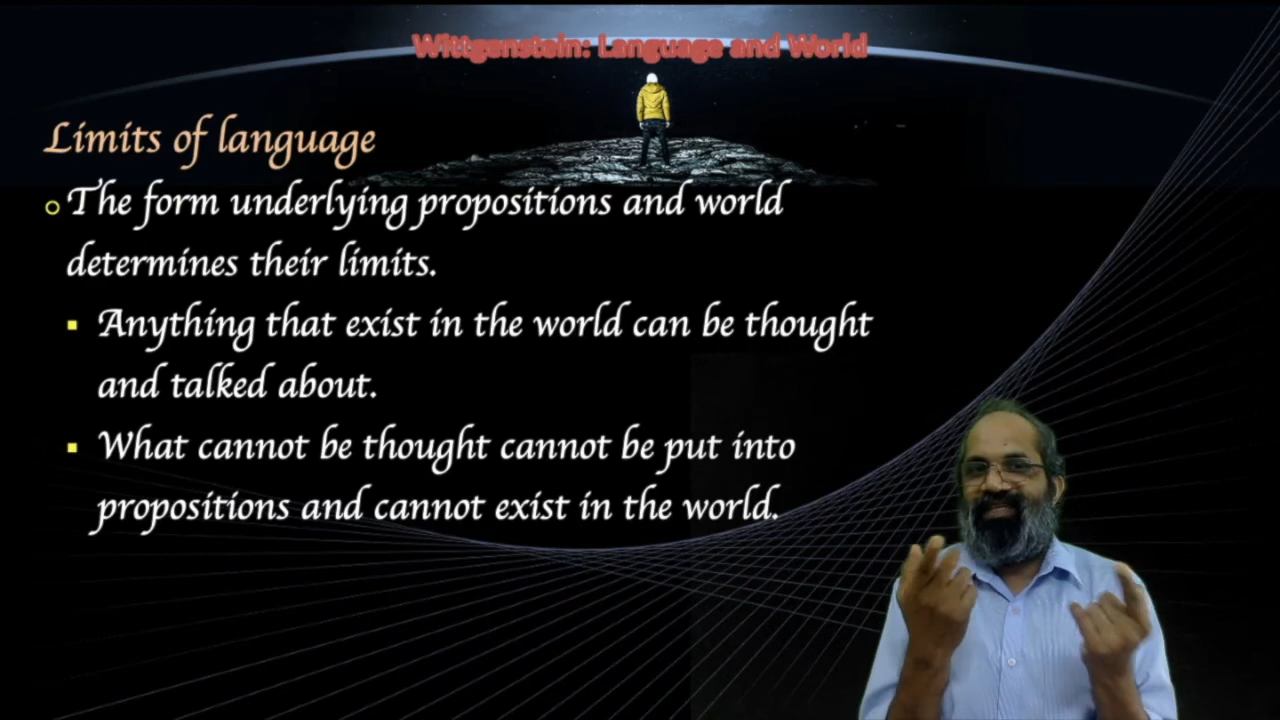 Wittgenstein: Language and World
Limits of language
The form underlying propositions and world
determines their limits.
Anything that exist in the world can be thought
and talked about.
What cannot be thought cannot be put into
propositions and cannot exist in the world.